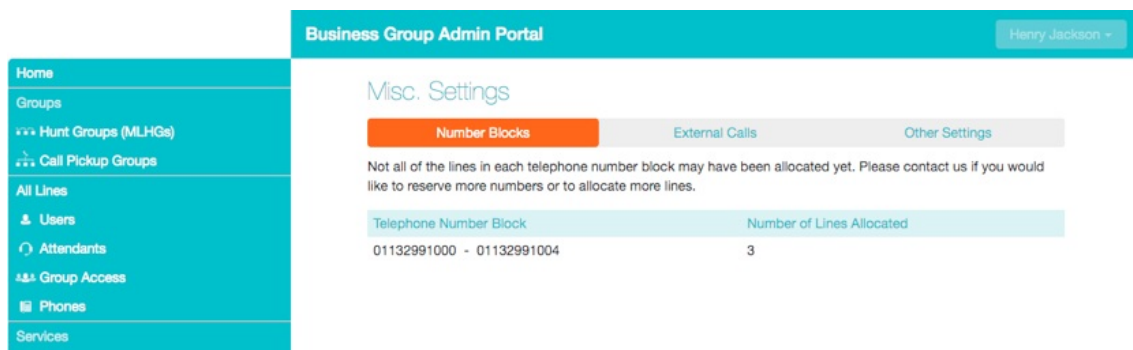 Business Group Admin Portal
Henry Jackson
Home
Groups
Hunt Groups (MLHGs)
Call Pickup Groups
All Lines
Users
Attendants
Group Access
Phones
Services
Misc. Settings
Number Blocks External Calls Other Settings
Not all of the lines in each telephone number block may have been allocated yet. Please contact us if you would
like to reserve more numbers or to allocate more lines.
Telephone Number Block Number of Lines Allocated
01132991000 - 01132991004 3